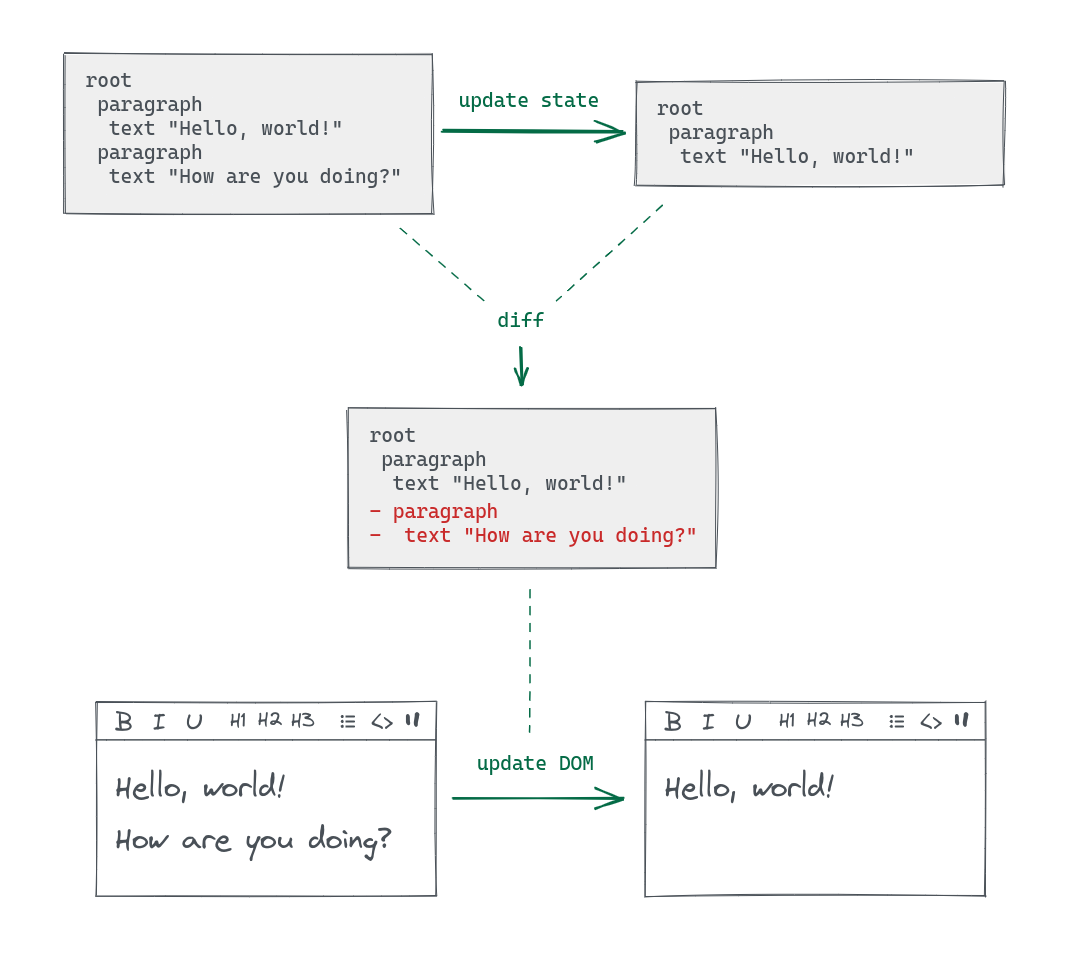 root
paragraph
text "Hello, world!"
paragraph
text "How are you doing?"
update state
root
paragraph
text "Hello, world!"
diff
root
paragraph
text "Hello, world!"
- paragraph
- text "How are you doing?"
B I U H1 H2 H3 <> "
Hello, world!
How are you doing?
update DOM
B I U H1 H2 H3 <> "
Hello, world!